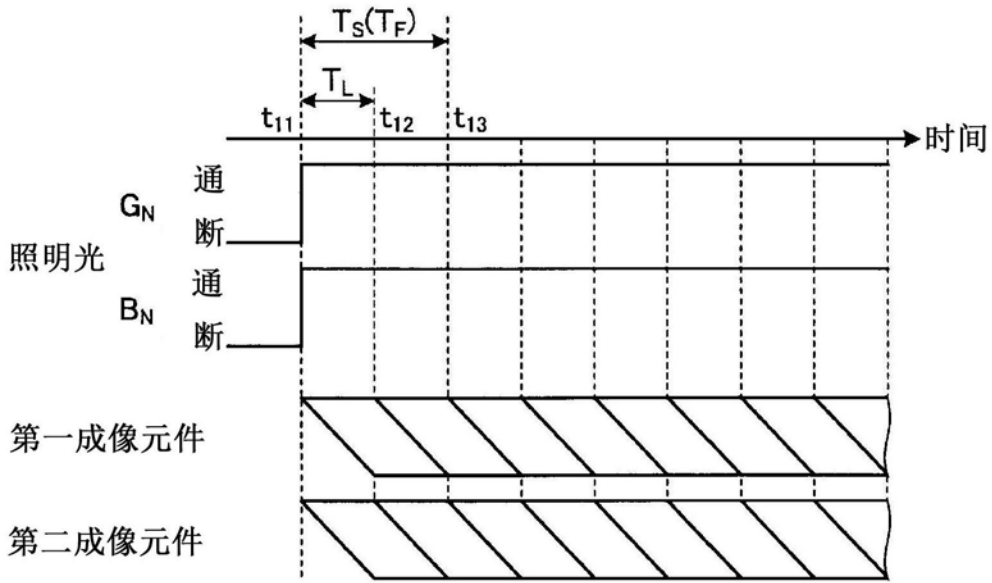 T_S(T_F)
T_L
t_11 t_12 t_13
时间
照明光
G_N 通
断
B_N 通
断
第一成像元件
第二成像元件